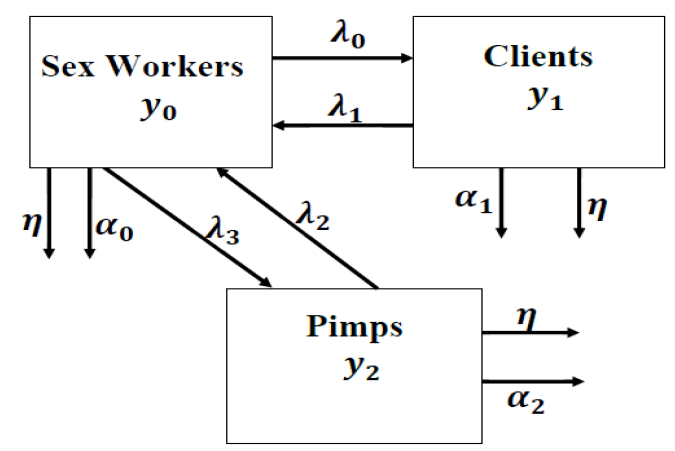 λ₀
Sex Workers
y₀
Clients
y₁
λ₁
η
α₀
λ₃
λ₂
α₁
η
Pimps
y₂
η
α₂